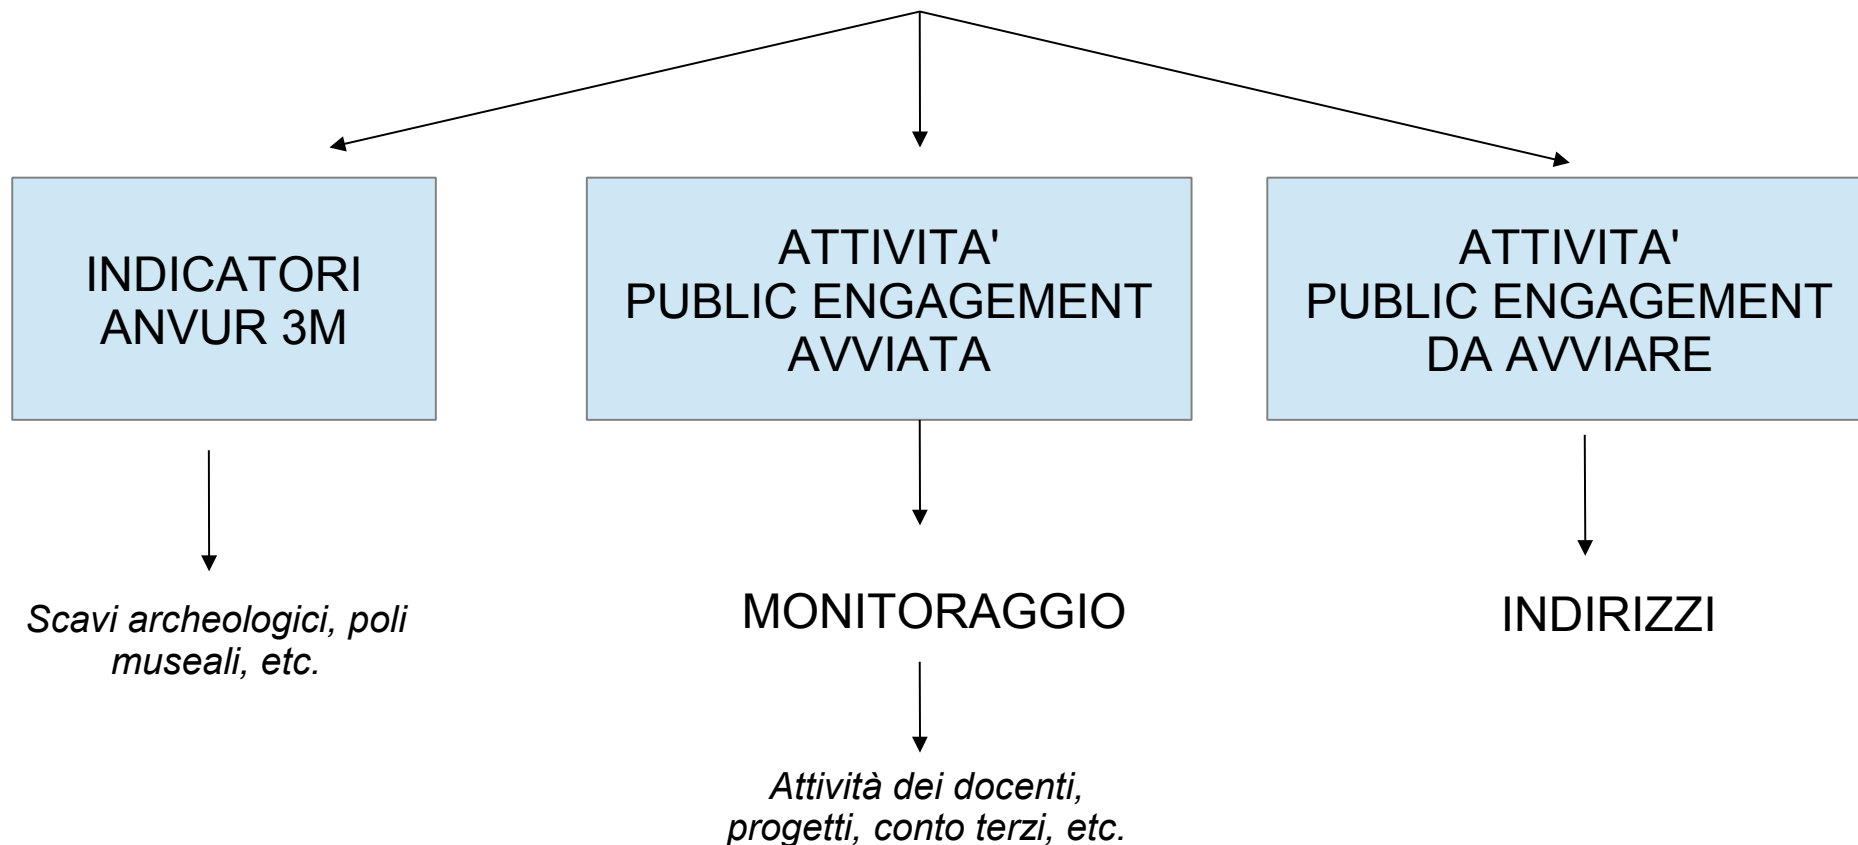 INDICATORI
ANVUR 3M
ATTIVITA'
PUBLIC ENGAGEMENT
AVVIATA
ATTIVITA'
PUBLIC ENGAGEMENT
DA AVVIARE
Scavi archeologici, poli
museali, etc.
MONITORAGGIO
INDIRIZZI
Attività dei docenti,
progetti, conto terzi, etc.